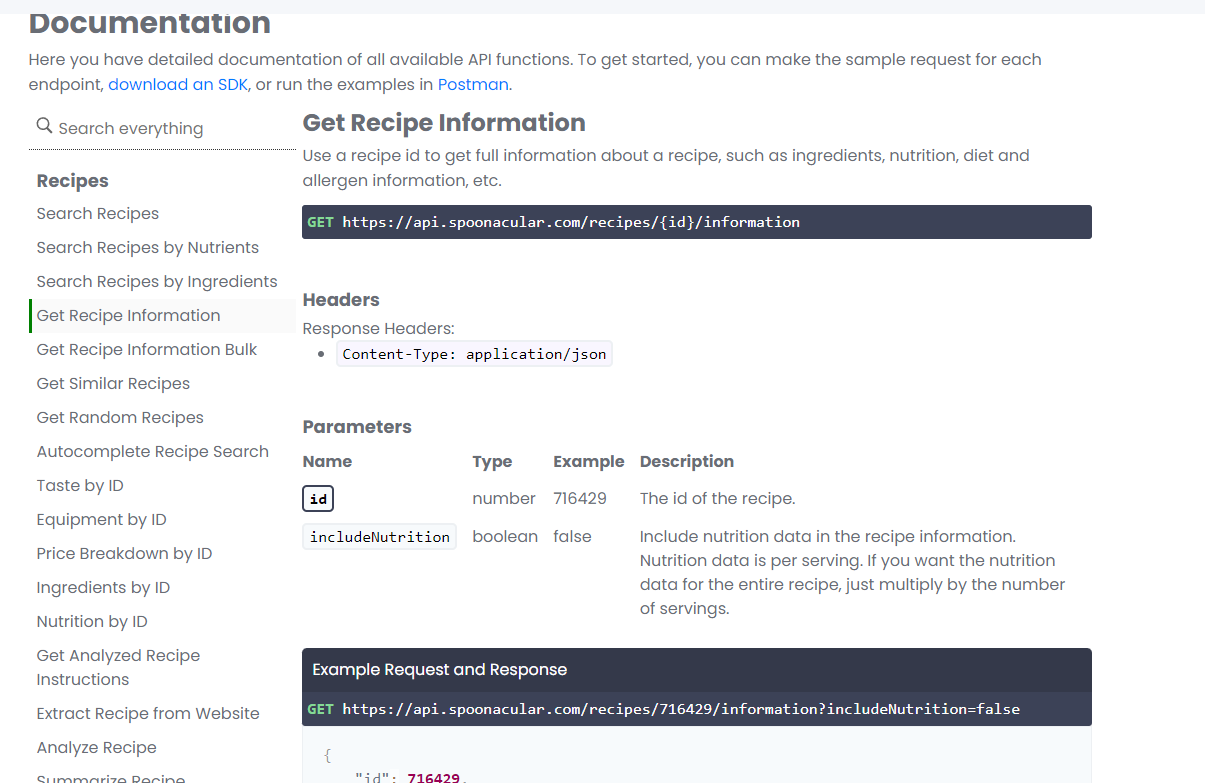 Documentation
Here you have detailed documentation of all available API functions. To get started, you can make the sample request for each
endpoint, download an SDK, or run the examples in Postman.
Search everything
Recipes
Search Recipes
Search Recipes by Nutrients
Search Recipes by Ingredients
Get Recipe Information
Get Recipe Information Bulk
Get Similar Recipes
Get Random Recipes
Autocomplete Recipe Search
Taste by ID
Equipment by ID
Price Breakdown by ID
Ingredients by ID
Nutrition by ID
Get Analyzed Recipe
Instructions
Extract Recipe from Website
Analyze Recipe
Summarize Recipe
Get Recipe Information
Use a recipe id to get full information about a recipe, such as ingredients, nutrition, diet and
allergen information, etc.
GET https://api.spoonacular.com/recipes/{id}/information
Headers
Response Headers:
• Content-Type: application/json
Parameters
Name Type Example Description
id number 716429 The id of the recipe.
includeNutrition boolean false Include nutrition data in the recipe information.
Nutrition data is per serving. If you want the nutrition
data for the entire recipe, just multiply by the number
of servings.
Example Request and Response
GET https://api.spoonacular.com/recipes/716429/information?includeNutrition=false
{
"id": 716429,